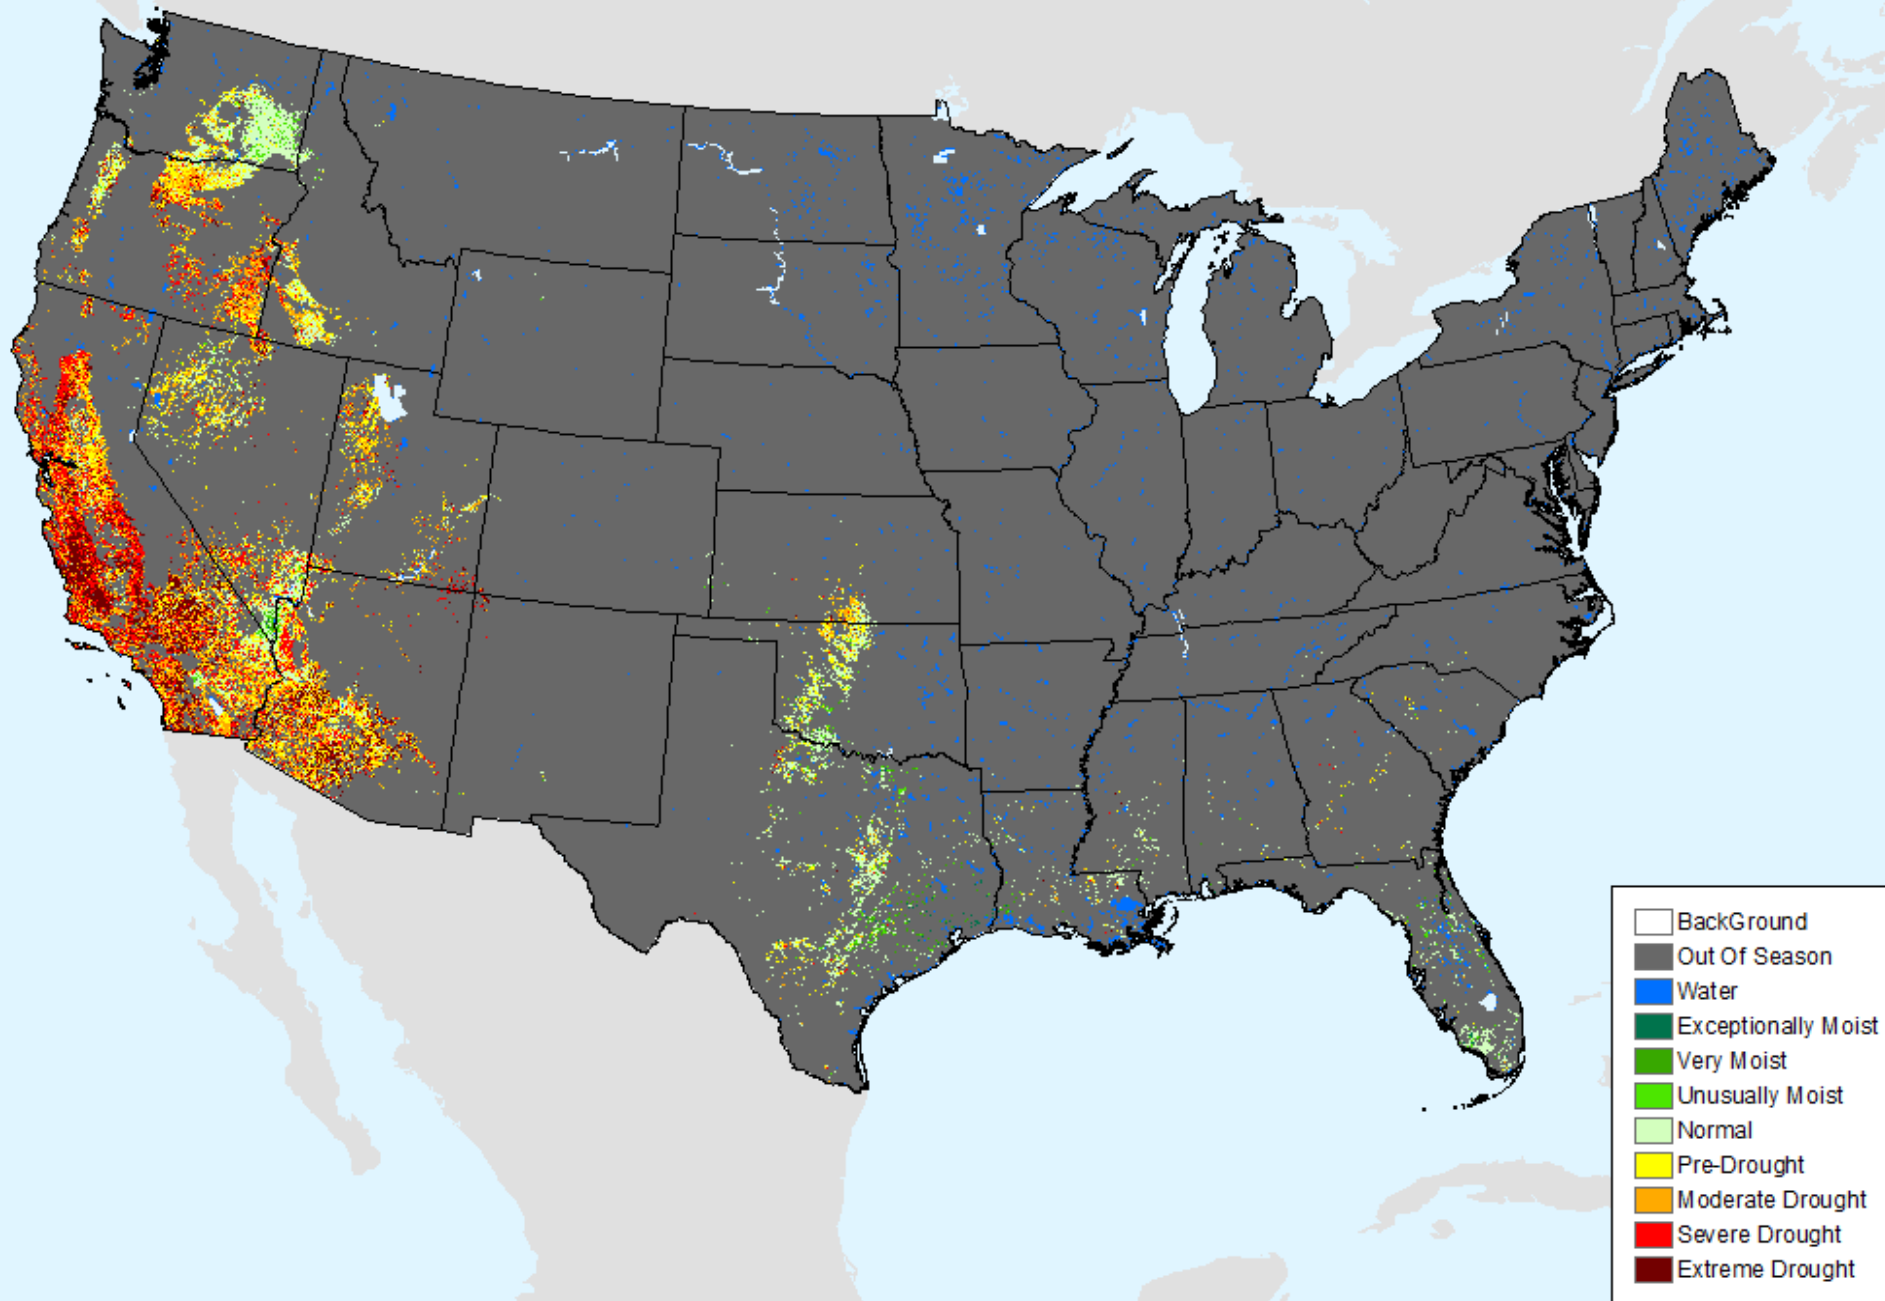 BackGround
Out Of Season
Water
Exceptionally Moist
Very Moist
Unusually Moist
Normal
Pre-Drought
Moderate Drought
Severe Drought
Extreme Drought